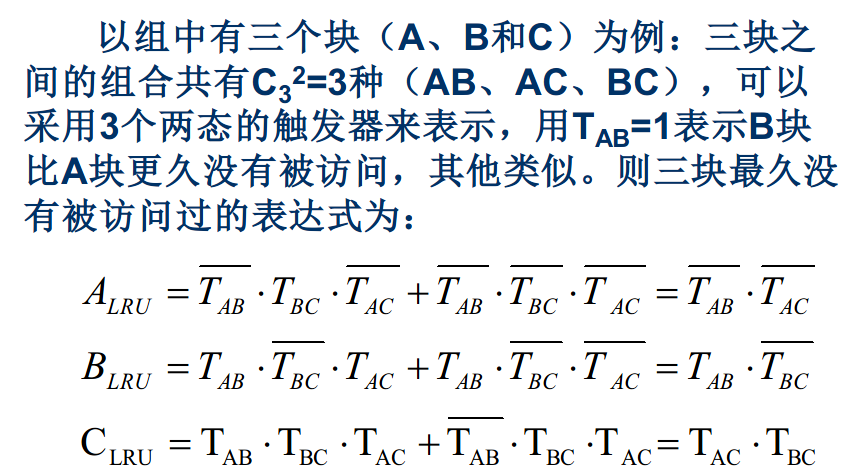 以组中有三个块（A、B和C）为例：三块之
间的组合共有C₃²=3种（AB、AC、BC），可以
采用3个两态的触发器来表示，用T_AB=1表示B块
比A块更久没有被访问，其他类似。则三块最久没
有被访问过的表达式为：
$A_{LRU} = \overline{T_{AB}} \cdot T_{BC} \cdot \overline{T_{AC}} + \overline{T_{AB}} \cdot \overline{T_{BC}} \cdot \overline{T_{AC}} = \overline{T_{AB}} \cdot \overline{T_{AC}}$
$B_{LRU} = T_{AB} \cdot \overline{T_{BC}} \cdot T_{AC} + T_{AB} \cdot \overline{T_{BC}} \cdot \overline{T_{AC}} = T_{AB} \cdot \overline{T_{BC}}$
$C_{LRU} = T_{AB} \cdot T_{BC} \cdot T_{AC} + \overline{T_{AB}} \cdot T_{BC} \cdot T_{AC} = T_{AC} \cdot T_{BC}$